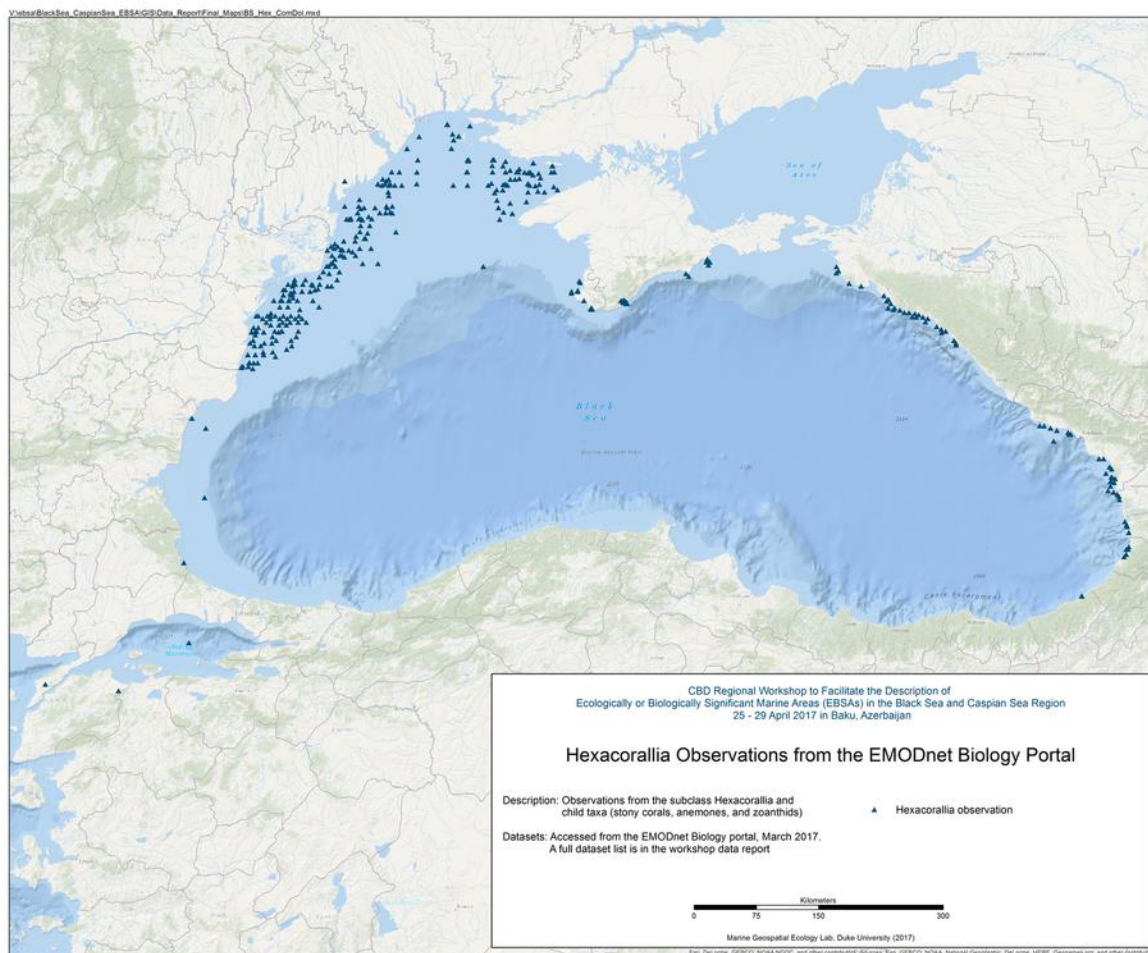 V:\ebsa\BlackSea_CaspianSea_EBSA\GIS\Data_Report\Final_Maps\BS_Hex_ComDol.mxd
Sea of
Azov
Black
Sea
CBD Regional Workshop to Facilitate the Description of
Ecologically or Biologically Significant Marine Areas (EBSAs) in the Black Sea and Caspian Sea Region
25 - 29 April 2017 in Baku, Azerbaijan
Hexacorallia Observations from the EMODnet Biology Portal
Description: Observations from the subclass Hexacorallia and
child taxa (stony corals, anemones, and zoanthids)
Hexacorallia observation
Datasets: Accessed from the EMODnet Biology portal, March 2017.
A full dataset list is in the workshop data report
Kilometers
0 75 150 300
Marine Geospatial Ecology Lab, Duke University (2017)